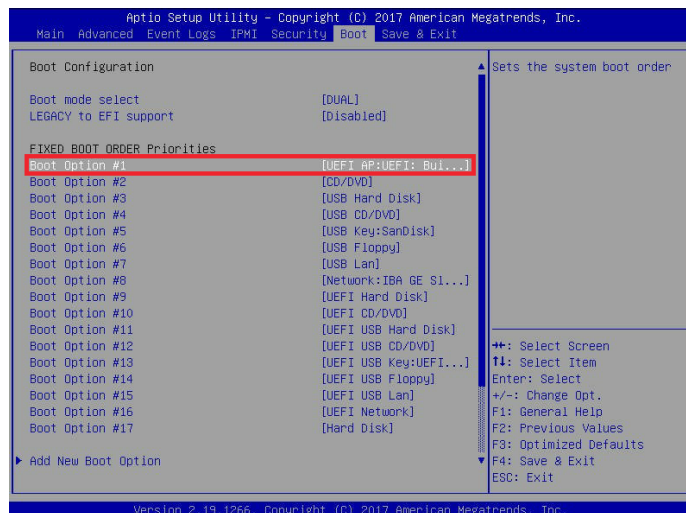 Aptio Setup Utility – Copyright (C) 2017 American Megatrends, Inc.
Main Advanced Event Logs IPMI Security Boot Save & Exit
Boot Configuration
Boot mode select [DUAL]
LEGACY to EFI support [Disabled]
FIXED BOOT ORDER Priorities
Boot Option #1 [UEFI AP:UEFI: Bui...]
Boot Option #2 [CD/DVD]
Boot Option #3 [USB Hard Disk]
Boot Option #4 [USB CD/DVD]
Boot Option #5 [USB Key:SanDisk]
Boot Option #6 [USB Floppy]
Boot Option #7 [USB Lan]
Boot Option #8 [Network:IBA GE Sl...]
Boot Option #9 [UEFI Hard Disk]
Boot Option #10 [UEFI CD/DVD]
Boot Option #11 [UEFI USB Hard Disk]
Boot Option #12 [UEFI USB CD/DVD]
Boot Option #13 [UEFI USB Key:UEFI...]
Boot Option #14 [UEFI USB Floppy]
Boot Option #15 [UEFI USB Lan]
Boot Option #16 [UEFI Network]
Boot Option #17 [Hard Disk]
Add New Boot Option
Sets the system boot order
→←: Select Screen
↑↓: Select Item
Enter: Select
+/-: Change Opt.
F1: General Help
F2: Previous Values
F3: Optimized Defaults
F4: Save & Exit
ESC: Exit
Version 2.19.1266. Copyright (C) 2017 American Megatrends, Inc.